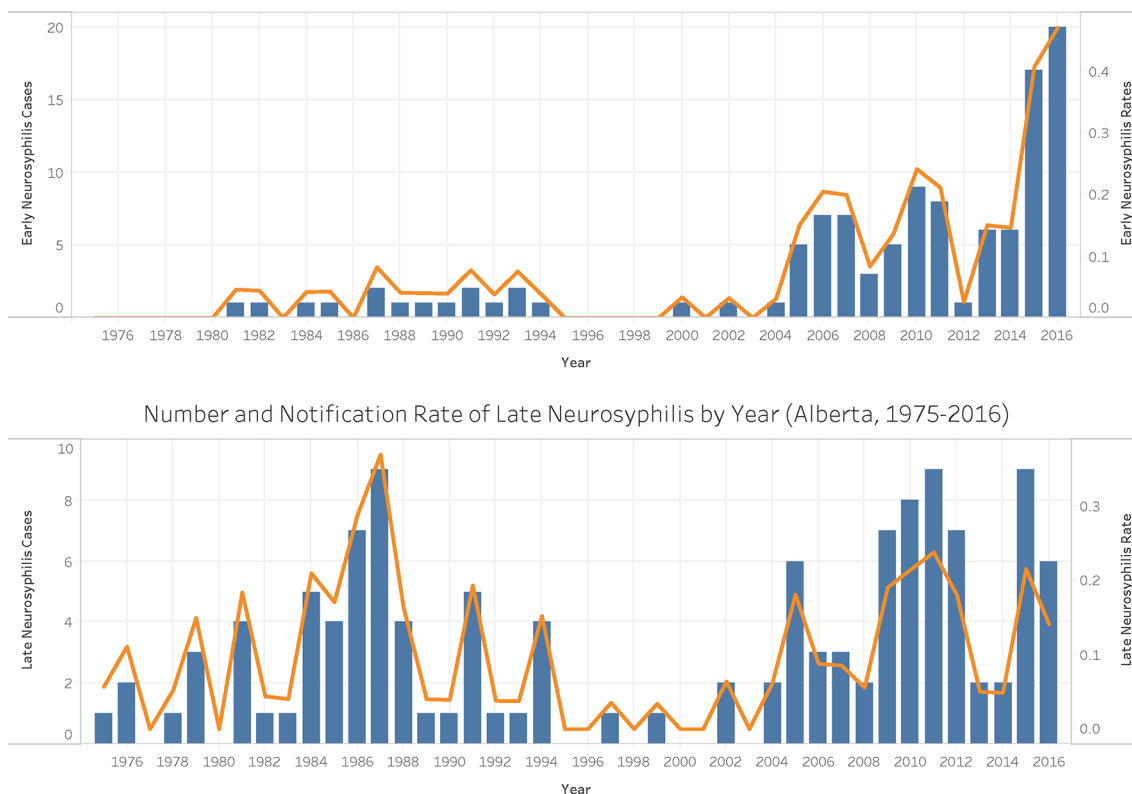 Early Neurosyphilis Cases
20
15
10
5
0
0.4
0.3
0.2
0.1
0.0
Early Neurosyphilis Rates
1976 1978 1980 1982 1984 1986 1988 1990 1992 1994 1996 1998 2000 2002 2004 2006 2008 2010 2012 2014 2016
Year
Number and Notification Rate of Late Neurosyphilis by Year (Alberta, 1975-2016)
Late Neurosyphilis Cases
10
8
6
4
2
0
0.3
0.2
0.1
0.0
Late Neurosyphilis Rate
1976 1978 1980 1982 1984 1986 1988 1990 1992 1994 1996 1998 2000 2002 2004 2006 2008 2010 2012 2014 2016
Year